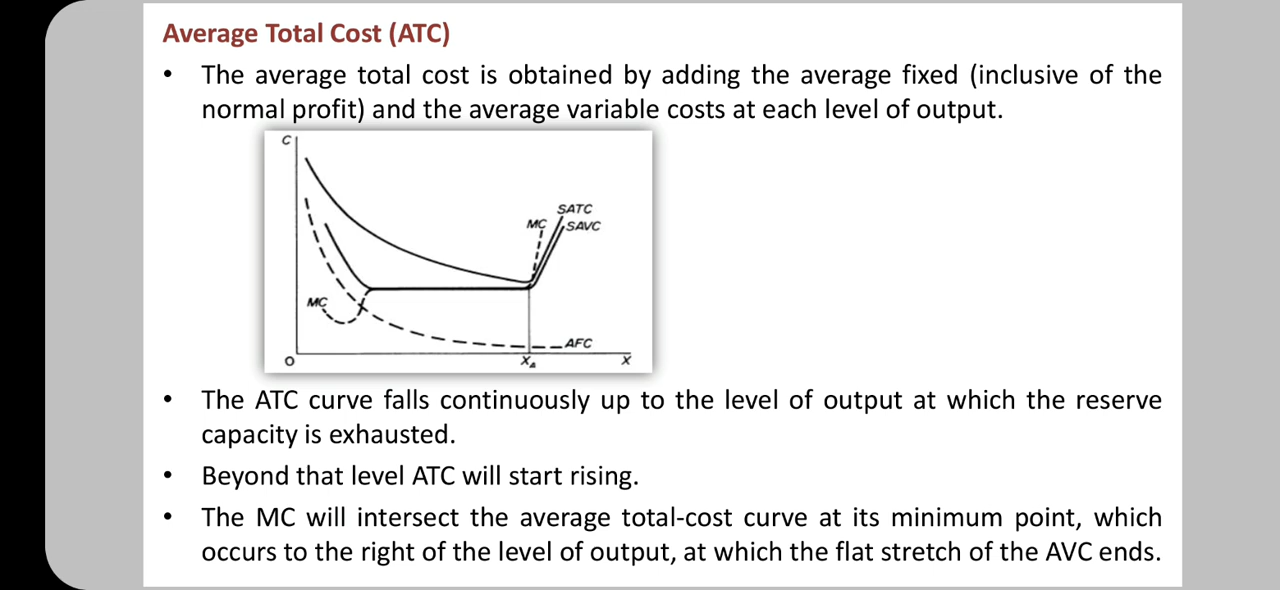 Average Total Cost (ATC)
• The average total cost is obtained by adding the average fixed (inclusive of the
normal profit) and the average variable costs at each level of output.
C
SATC
MC
SAVC
MC
AFC
O
XA
X
• The ATC curve falls continuously up to the level of output at which the reserve
capacity is exhausted.
• Beyond that level ATC will start rising.
• The MC will intersect the average total-cost curve at its minimum point, which
occurs to the right of the level of output, at which the flat stretch of the AVC ends.